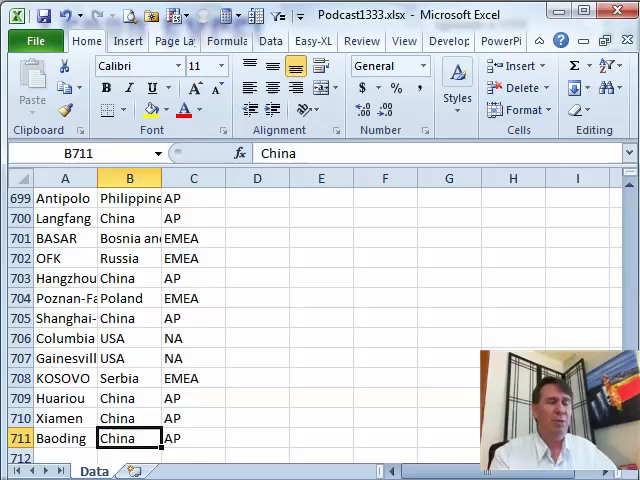 Podcast1333.xlsx - Microsoft Excel
File Home Insert Page La Formula Data Easy-XL Review View Develop PowerPi
Calibri 11 General Insert
B I U $ % , Delete
Paste Styles Format
Clipboard Font Alignment Number Cells Editing
B711 fx China
A B C D E F G H I
699 Antipolo Philippine AP
700 Langfang China AP
701 BASAR Bosnia an EMEA
702 OFK Russia EMEA
703 Hangzhou China AP
704 Poznan-Fa Poland EMEA
705 Shanghai- China AP
706 Columbia USA NA
707 Gainesvill USA NA
708 KOSOVO Serbia EMEA
709 Huariou China AP
710 Xiamen China AP
711 Baoding China AP
712
Data